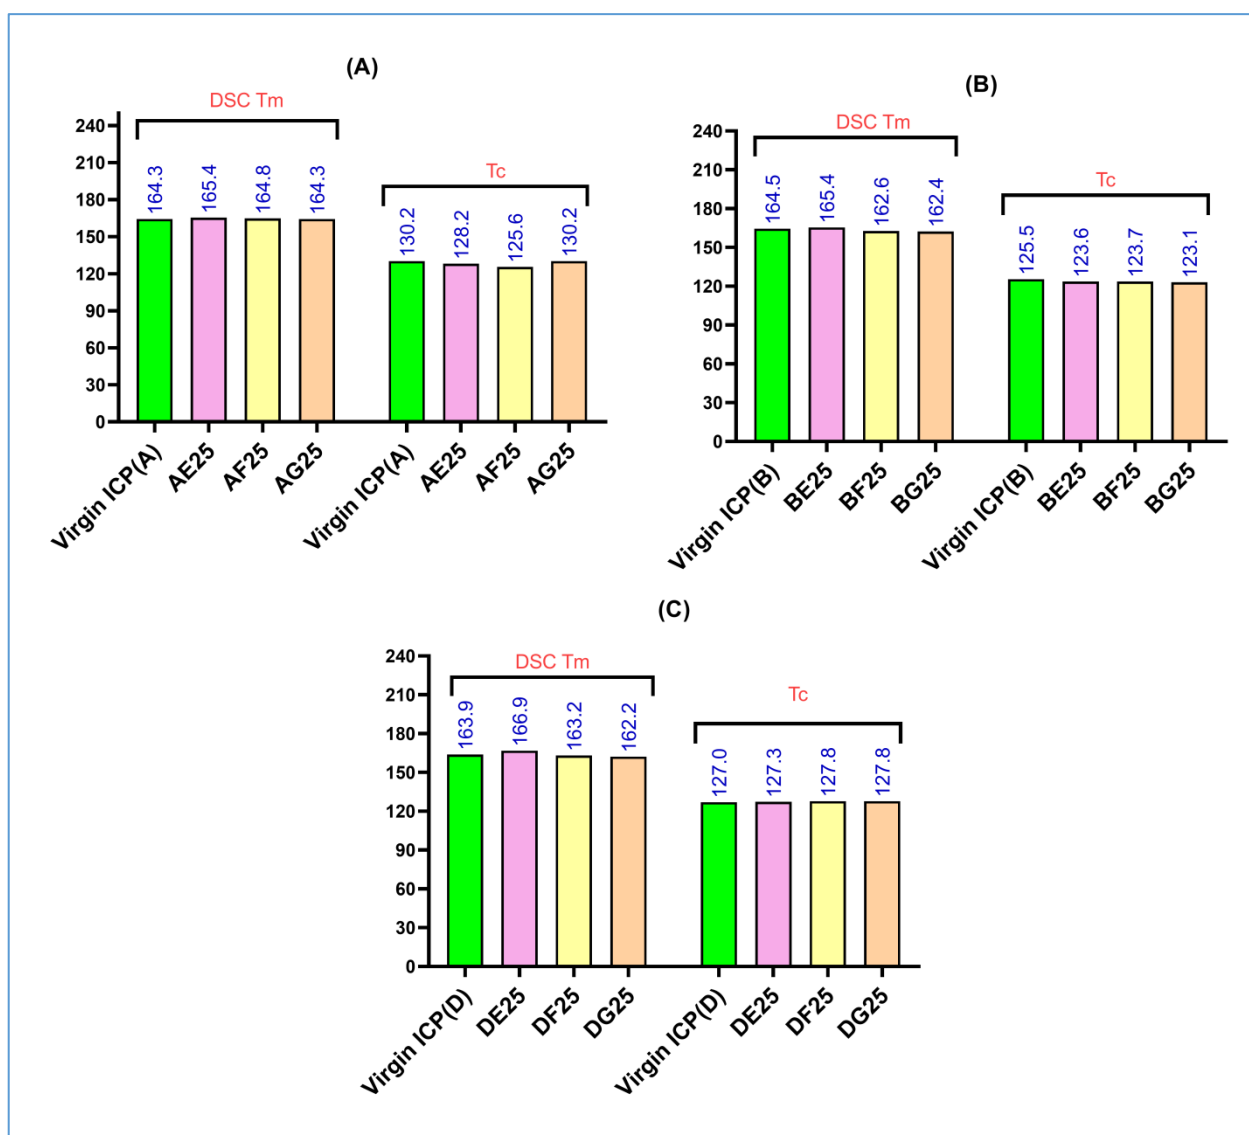 (A)
DSC Tm
Tc
240
210
180
150
120
90
60
30
0
164.3
165.4
164.8
164.3
130.2
128.2
125.6
130.2
Virgin ICP(A)
AE25
AF25
AG25
Virgin ICP(A)
AE25
AF25
AG25
(B)
DSC Tm
Tc
240
210
180
150
120
90
60
30
0
164.5
165.4
162.6
162.4
125.5
123.6
123.7
123.1
Virgin ICP(B)
BE25
BF25
BG25
Virgin ICP(B)
BE25
BF25
BG25
(C)
DSC Tm
Tc
240
210
180
150
120
90
60
30
0
163.9
166.9
163.2
162.2
127.0
127.3
127.8
127.8
Virgin ICP(D)
DE25
DF25
DG25
Virgin ICP(D)
DE25
DF25
DG25